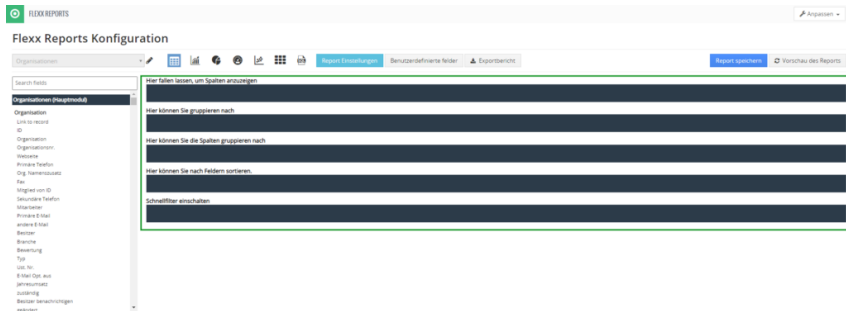 FLEXX REPORTS
Anpassen
Flexx Reports Konfiguration
Organisationen
Report Einstellungen
Benutzerdefinierte felder
Exportbericht
Report speichern
Vorschau des Reports
Search fields
Organisationen (Hauptmodul)
Organisation
Link to record
ID
Organisation
Organisationsnr.
Webseite
Primäre Telefon
Org. Namenszusatz
Fax
Mitglied von ID
Sekundäre Telefon
Mitarbeiter
Primäre E-Mail
andere E-Mail
Besitzer
Branche
Bewertung
Typ
Ust. Nr.
E-Mail Opt. aus
Jahresumsatz
zuständig
Besitzer benachrichtigen
geändert
Hier fallen lassen, um Spalten anzuzeigen
Hier können Sie gruppieren nach
Hier können Sie die Spalten gruppieren nach
Hier können Sie nach Feldern sortieren.
Schnellfilter einschalten